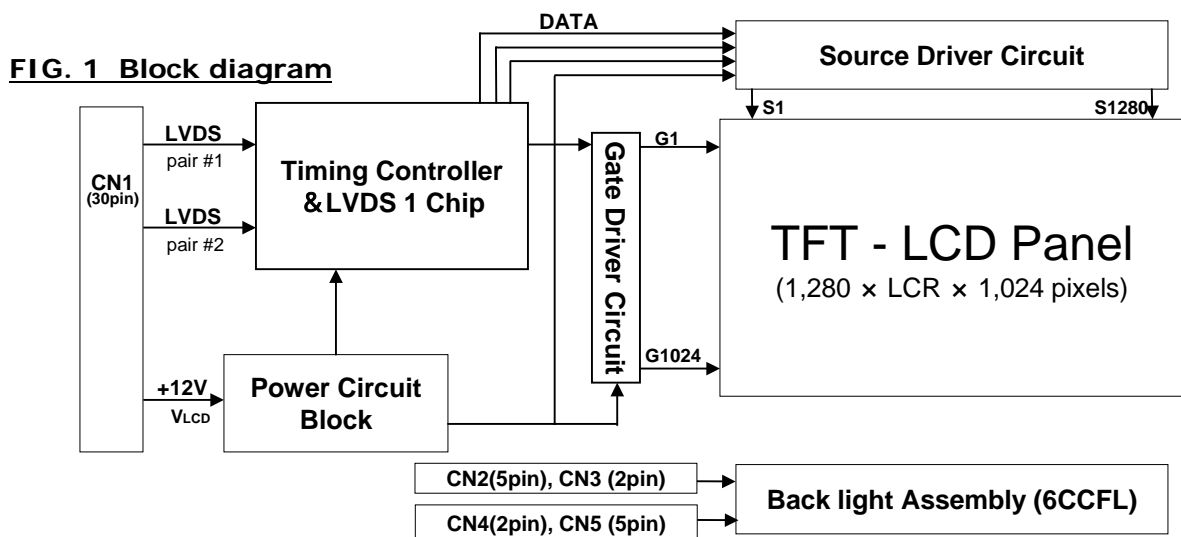 FIG. 1 Block diagram
DATA
Source Driver Circuit
S1
S1280
CN1
(30pin)
LVDS
pair #1
LVDS
pair #2
Timing Controller
&LVDS 1 Chip
Gate Driver Circuit
G1
G1024
TFT - LCD Panel
(1,280 × LCR × 1,024 pixels)
+12V
VLCD
Power Circuit
Block
CN2(5pin), CN3 (2pin)
CN4(2pin), CN5 (5pin)
Back light Assembly (6CCFL)